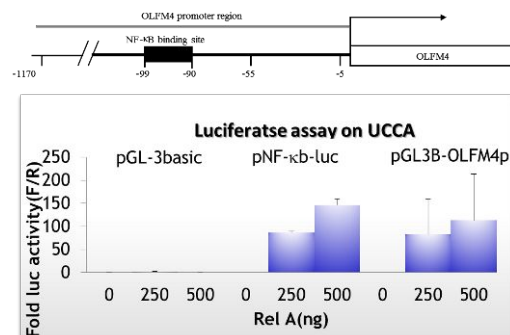 OLFM4 promoter region
NF-κB binding site
OLFM4
-1170 -99 -90 -55 -5
Luciferatse assay on UCCA
pGL-3basic pNF-κb-luc pGL3B-OLFM4p
Fold luc activity(F/R)
250
200
150
100
50
0
0 250 500 0 250 500 0 250 500
Rel A(ng)